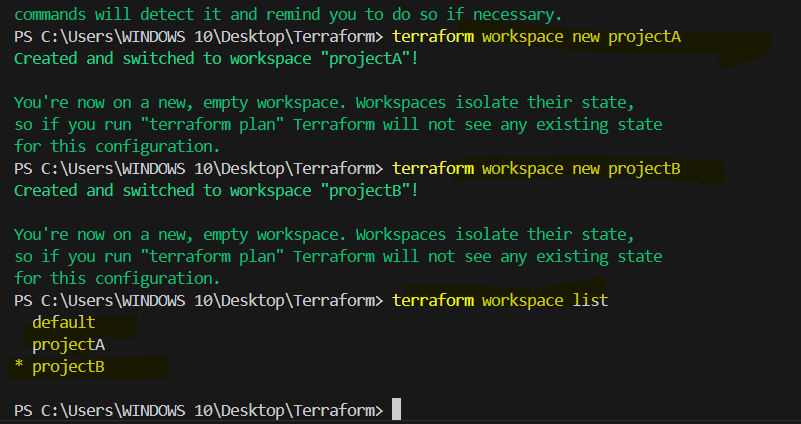 commands will detect it and remind you to do so if necessary.
PS C:\Users\WINDOWS 10\Desktop\Terraform> terraform workspace new projectA
Created and switched to workspace "projectA"!

You're now on a new, empty workspace. Workspaces isolate their state,
so if you run "terraform plan" Terraform will not see any existing state
for this configuration.
PS C:\Users\WINDOWS 10\Desktop\Terraform> terraform workspace new projectB
Created and switched to workspace "projectB"!

You're now on a new, empty workspace. Workspaces isolate their state,
so if you run "terraform plan" Terraform will not see any existing state
for this configuration.
PS C:\Users\WINDOWS 10\Desktop\Terraform> terraform workspace list
  default
  projectA
* projectB

PS C:\Users\WINDOWS 10\Desktop\Terraform>